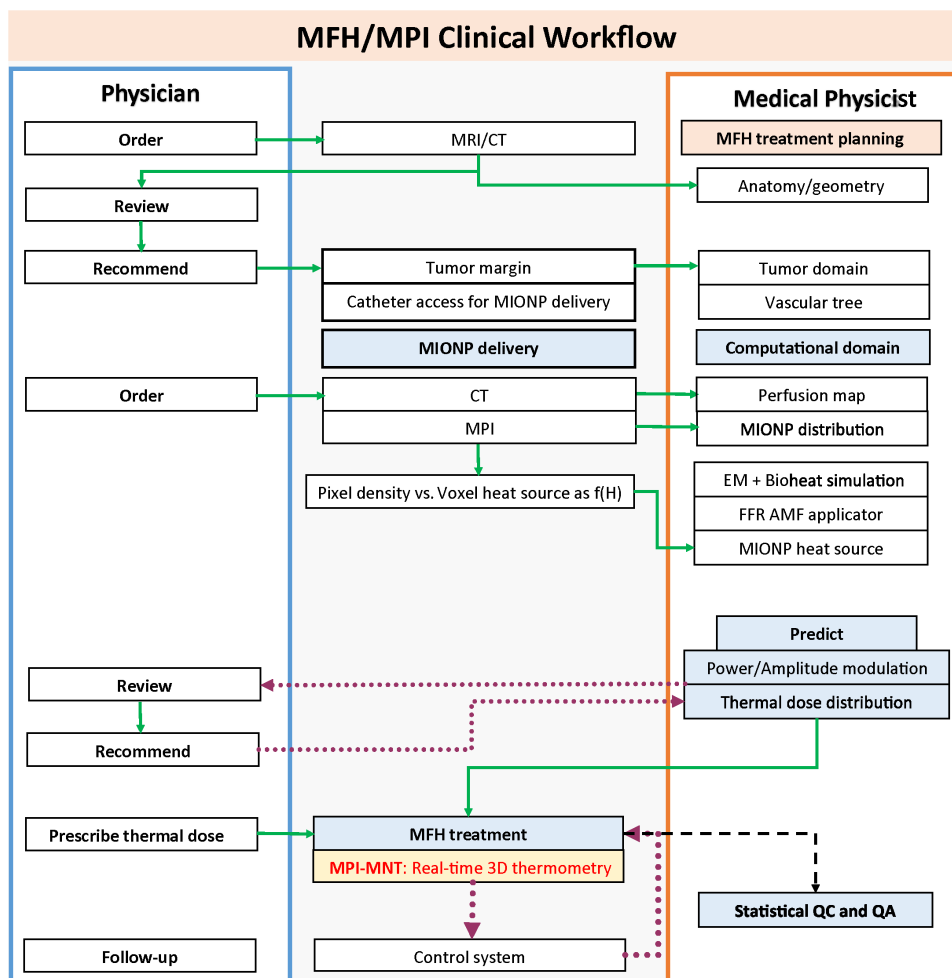 MFH/MPI Clinical Workflow
Physician
Medical Physicist
Order
MRI/CT
MFH treatment planning
Anatomy/geometry
Review
Recommend
Tumor margin
Tumor domain
Catheter access for MIONP delivery
Vascular tree
MIONP delivery
Computational domain
Order
CT
Perfusion map
MPI
MIONP distribution
EM + Bioheat simulation
Pixel density vs. Voxel heat source as f(H)
FFR AMF applicator
MIONP heat source
Predict
Power/Amplitude modulation
Review
Thermal dose distribution
Recommend
Prescribe thermal dose
MFH treatment
MPI-MNT: Real-time 3D thermometry
Statistical QC and QA
Follow-up
Control system